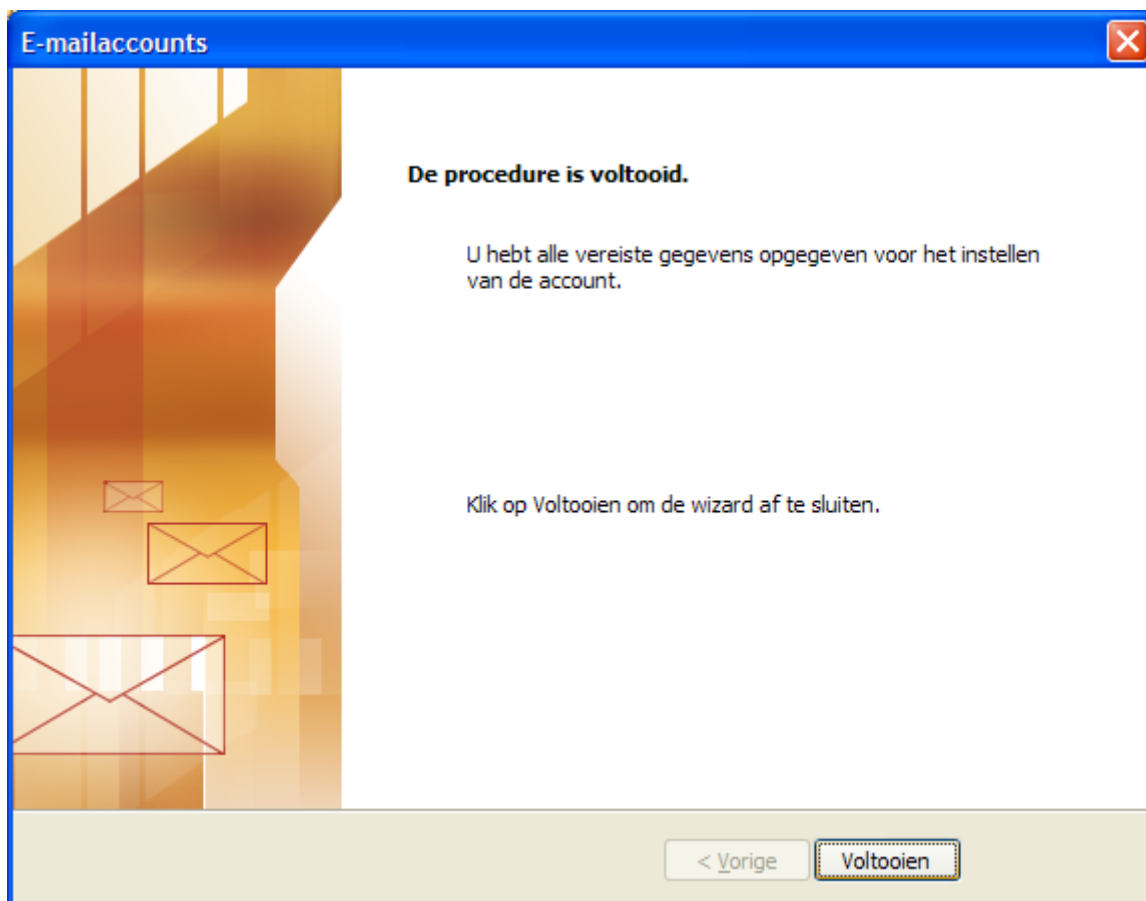 E-mailaccounts
De procedure is voltooid.
U hebt alle vereiste gegevens opgegeven voor het instellen
van de account.
Klik op Voltooien om de wizard af te sluiten.
< Vorige
Voltooien